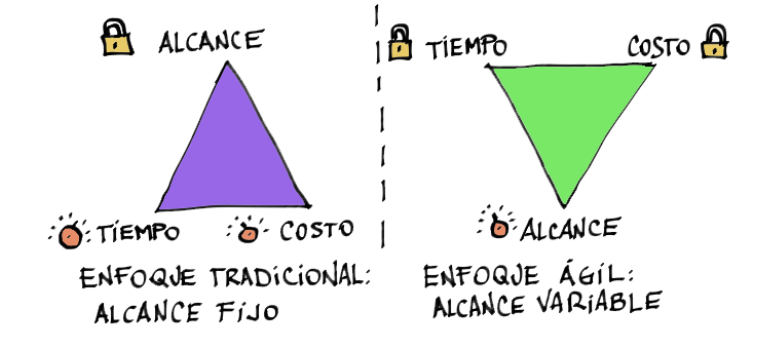 ALCANCE
TIEMPO
COSTO
ENFOQUE TRADICIONAL:
ALCANCE FIJO
TIEMPO
COSTO
ALCANCE
ENFOQUE ÁGIL:
ALCANCE VARIABLE